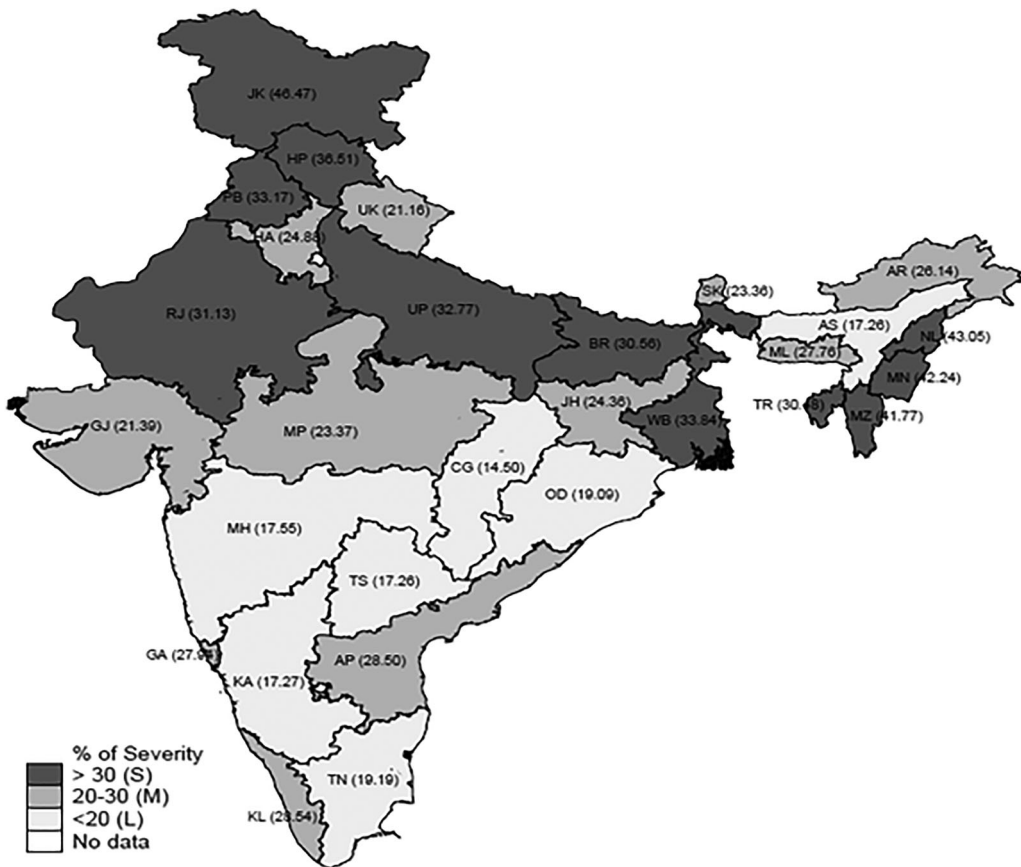 JK (46.47)
HP (36.51)
PB (33.17)
UK (21.16)
HA (24.88)
AR (26.14)
SK (23.36)
RJ (31.13)
UP (32.77)
AS (17.26)
NL (43.05)
BR (30.56)
ML (27.76)
MN (42.24)
JH (24.36)
TR
MZ (41.77)
GJ (21.39)
MP (23.37)
WB (33.84)
CG (14.50)
OD (19.09)
MH (17.55)
TS (17.26)
GA (27.94)
AP (28.50)
KA (17.27)
TN (19.19)
KL (28.54)
% of Severity
> 30 (S)
20-30 (M)
<20 (L)
No data